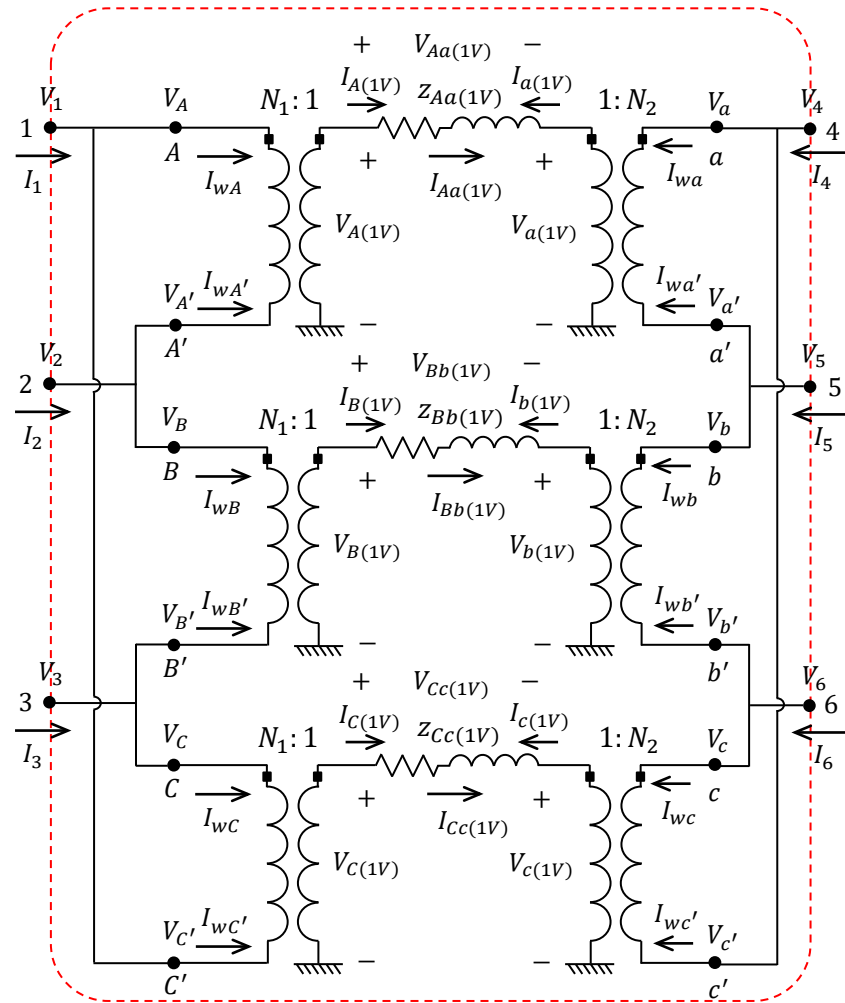 + V_{Aa(1V)} −
I_{A(1V)} I_{a(1V)}
V_1 V_A N_1: 1 z_{Aa(1V)} 1: N_2 V_a V_4
1 A + + a 4
I_1 I_{wA} I_{Aa(1V)} I_{wa} I_4
V_{A(1V)} V_{a(1V)}
V_{A'} I_{wA'} I_{wa'} V_{a'}
A' − − a'
V_2 + V_{Bb(1V)} − V_5
2 I_{B(1V)} I_{b(1V)} 5
I_2 V_B N_1: 1 z_{Bb(1V)} 1: N_2 V_b I_5
B + + b
I_{wB} I_{Bb(1V)} I_{wb}
V_{B(1V)} V_{b(1V)}
V_{B'} I_{wB'} I_{wb'} V_{b'}
B' − − b'
V_3 + V_{Cc(1V)} − V_6
3 I_{C(1V)} I_{c(1V)} 6
I_3 V_C N_1: 1 z_{Cc(1V)} 1: N_2 V_c I_6
C + + c
I_{wC} I_{Cc(1V)} I_{wc}
V_{C(1V)} V_{c(1V)}
V_{C'} I_{wC'} I_{wc'} V_{c'}
C' − − c'